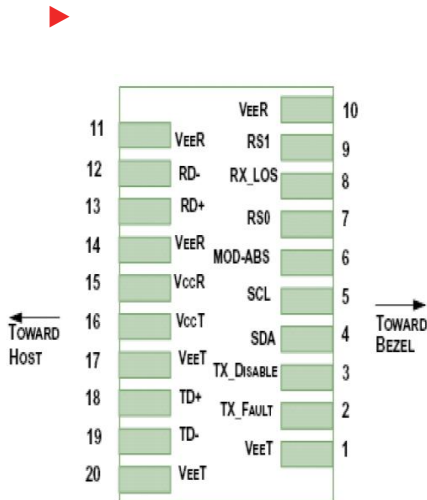 VEER 10
11 VEER RS1 9
12 RD- RX_LOS 8
13 RD+ RS0 7
14 VEER MOD-ABS 6
15 VccR SCL 5
16 VccT SDA 4
17 VEET TX_DISABLE 3
18 TD+ TX_FAULT 2
19 TD- VEET 1
20 VEET
TOWARD
HOST
TOWARD
BEZEL